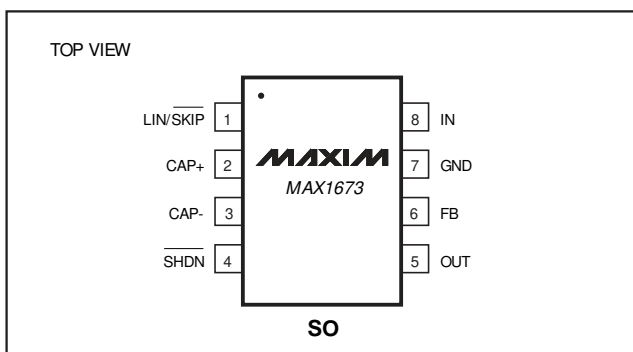 TOP VIEW
LIN/SKIP 1 8 IN
CAP+ 2 MAXIM 7 GND
MAX1673
CAP- 3 6 FB
SHDN 4 5 OUT
SO